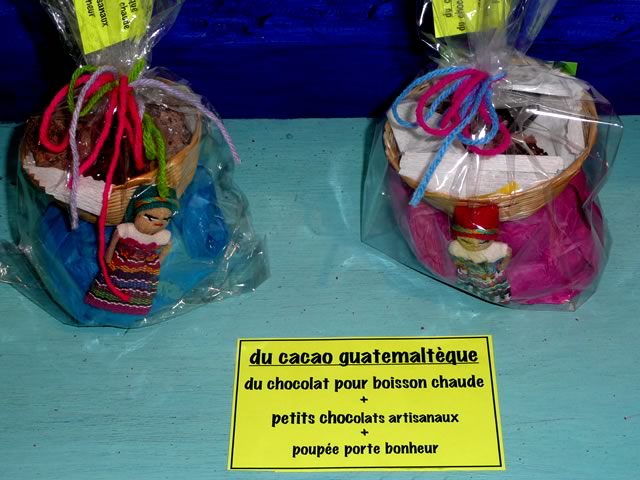 du cacao guatemaltèque
du chocolat pour boisson chaude
+
petits chocolats artisanaux
+
poupée porte bonheur